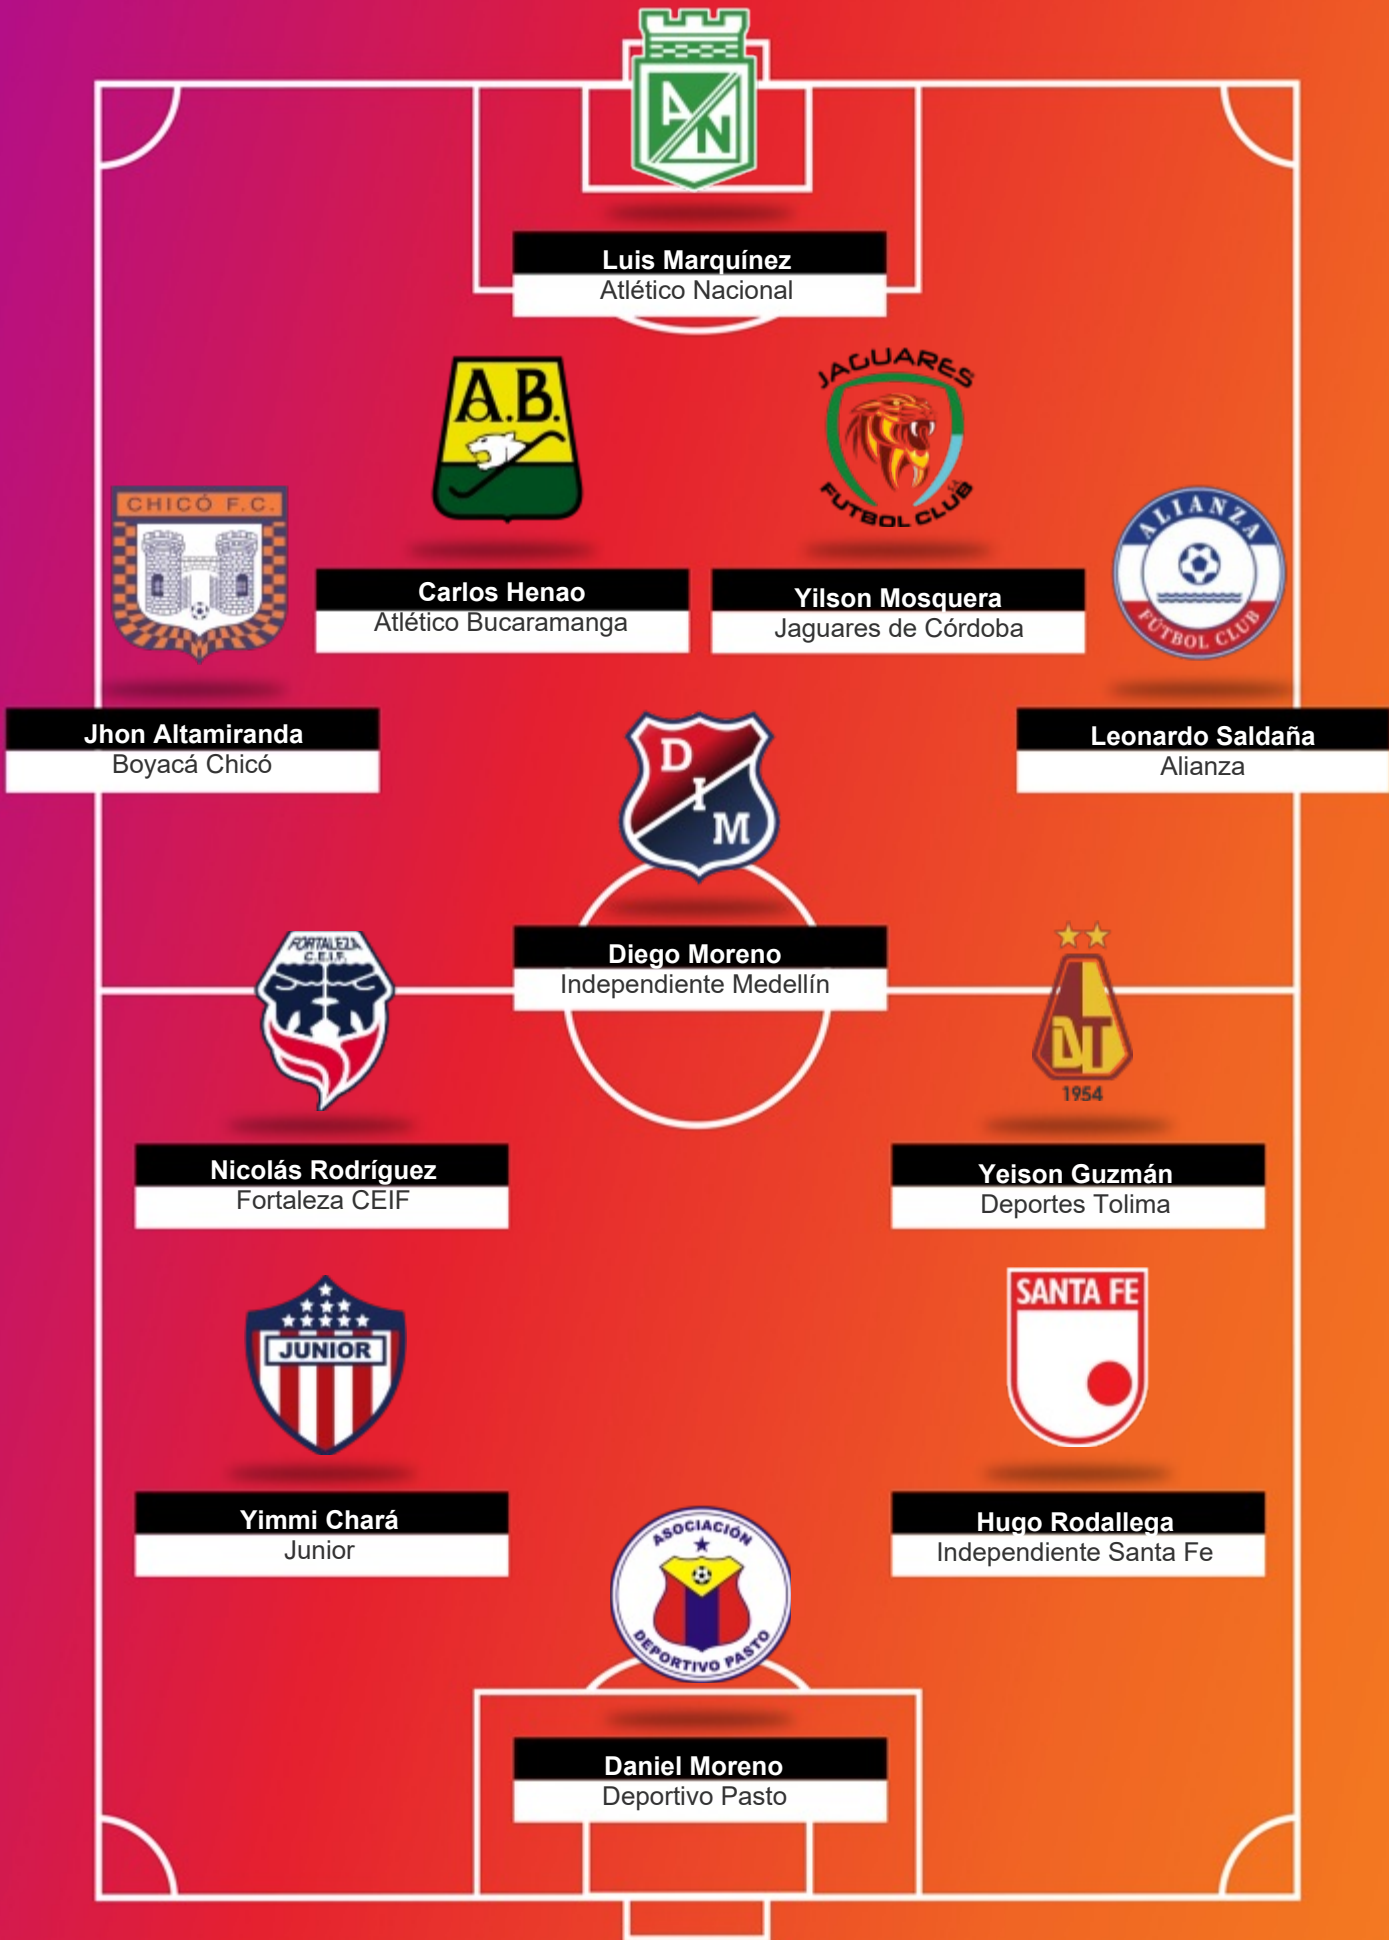 AN
Luis Marquínez
Atlético Nacional
A.B.
JAGUARES
FUTBOL CLUB
S.A.
CHICÓ F.C.
ALIANZA
FÚTBOL CLUB
Carlos Henao
Atlético Bucaramanga
Yilson Mosquera
Jaguares de Córdoba
Jhon Altamiranda
Boyacá Chicó
Leonardo Saldaña
Alianza
DIM
Diego Moreno
Independiente Medellín
FORTALEZA
C.E.I.F.
DT
1954
Nicolás Rodríguez
Fortaleza CEIF
Yeison Guzmán
Deportes Tolima
JUNIOR
SANTA FE
Yimmi Chará
Junior
Hugo Rodallega
Independiente Santa Fe
ASOCIACIÓN
DEPORTIVO PASTO
Daniel Moreno
Deportivo Pasto